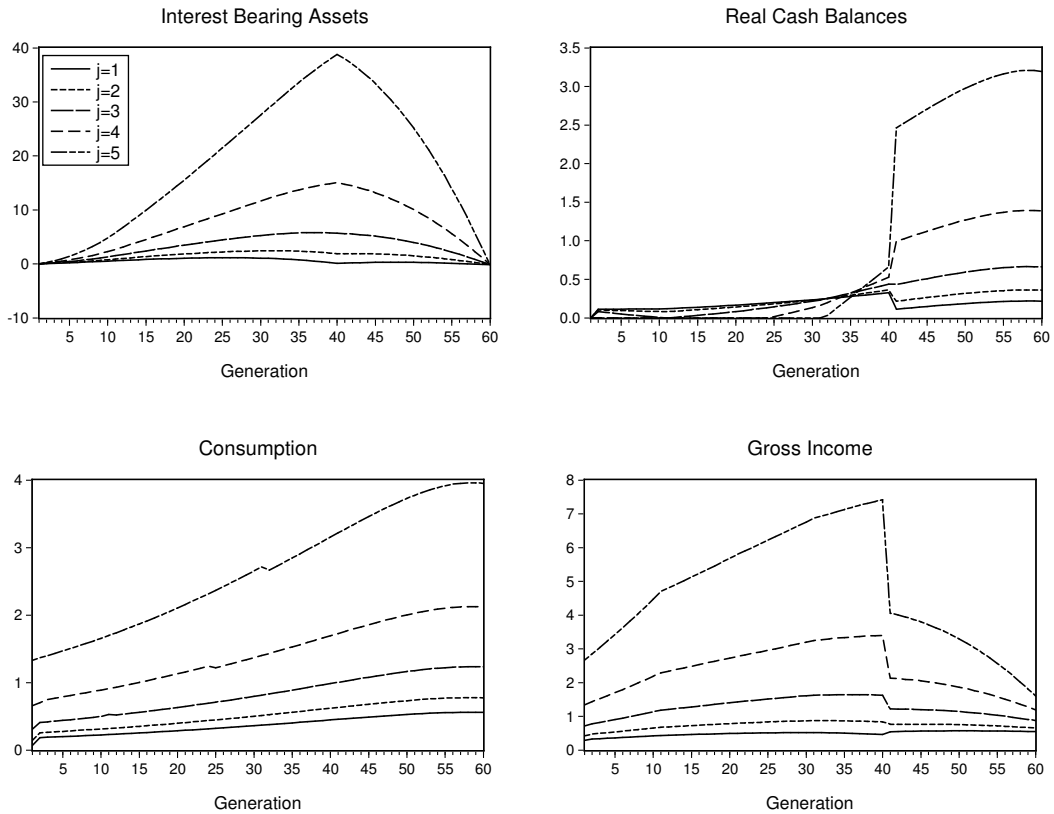 Interest Bearing Assets
40
30
20
10
0
-10
j=1
j=2
j=3
j=4
j=5
5 10 15 20 25 30 35 40 45 50 55 60
Generation
Real Cash Balances
3.5
3.0
2.5
2.0
1.5
1.0
0.5
0.0
5 10 15 20 25 30 35 40 45 50 55 60
Generation
Consumption
4
3
2
1
0
5 10 15 20 25 30 35 40 45 50 55 60
Generation
Gross Income
8
7
6
5
4
3
2
1
0
5 10 15 20 25 30 35 40 45 50 55 60
Generation